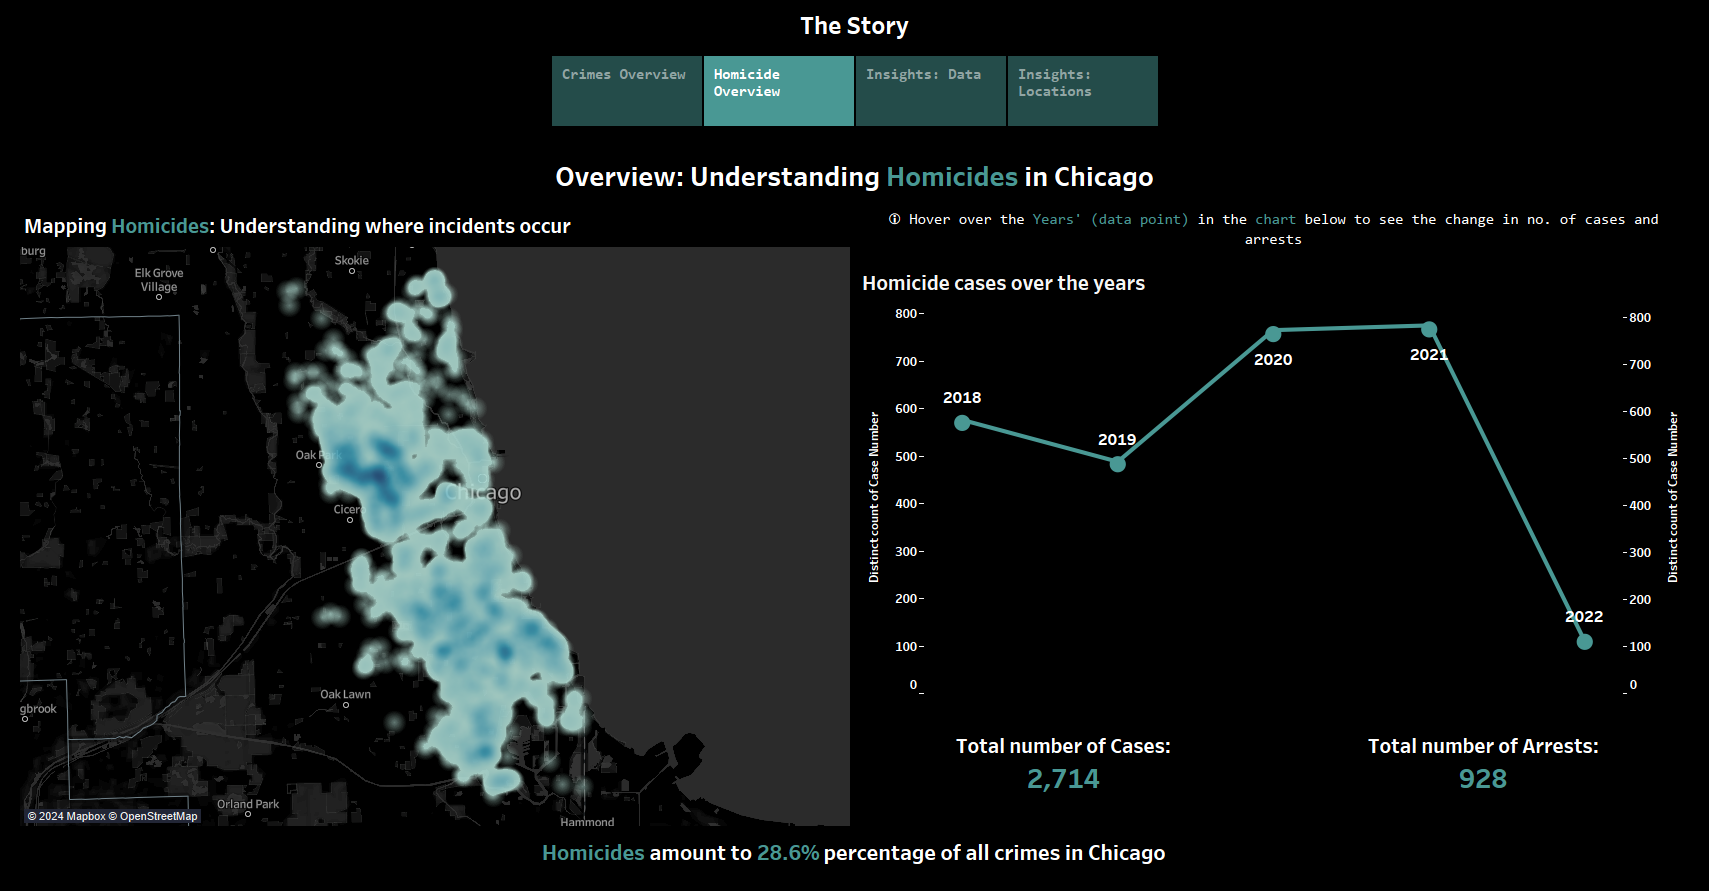 The Story
Crimes Overview
Homicide
Overview
Insights: Data
Insights:
Locations
Overview: Understanding Homicides in Chicago
Mapping Homicides: Understanding where incidents occur
burg
Elk Grove
Village
Skokie
Oak Park
Chicago
Cicero
Oak Lawn
gbrook
Orland Park
Hammond
© 2024 Mapbox © OpenStreetMap
Hover over the Years' (data point) in the chart below to see the change in no. of cases and
arrests
Homicide cases over the years
Distinct count of Case Number
800
700
600
500
400
300
200
100
0
2018
2019
2020
2021
2022
800
700
600
500
400
300
200
100
0
Distinct count of Case Number
Total number of Cases:
2,714
Total number of Arrests:
928
Homicides amount to 28.6% percentage of all crimes in Chicago